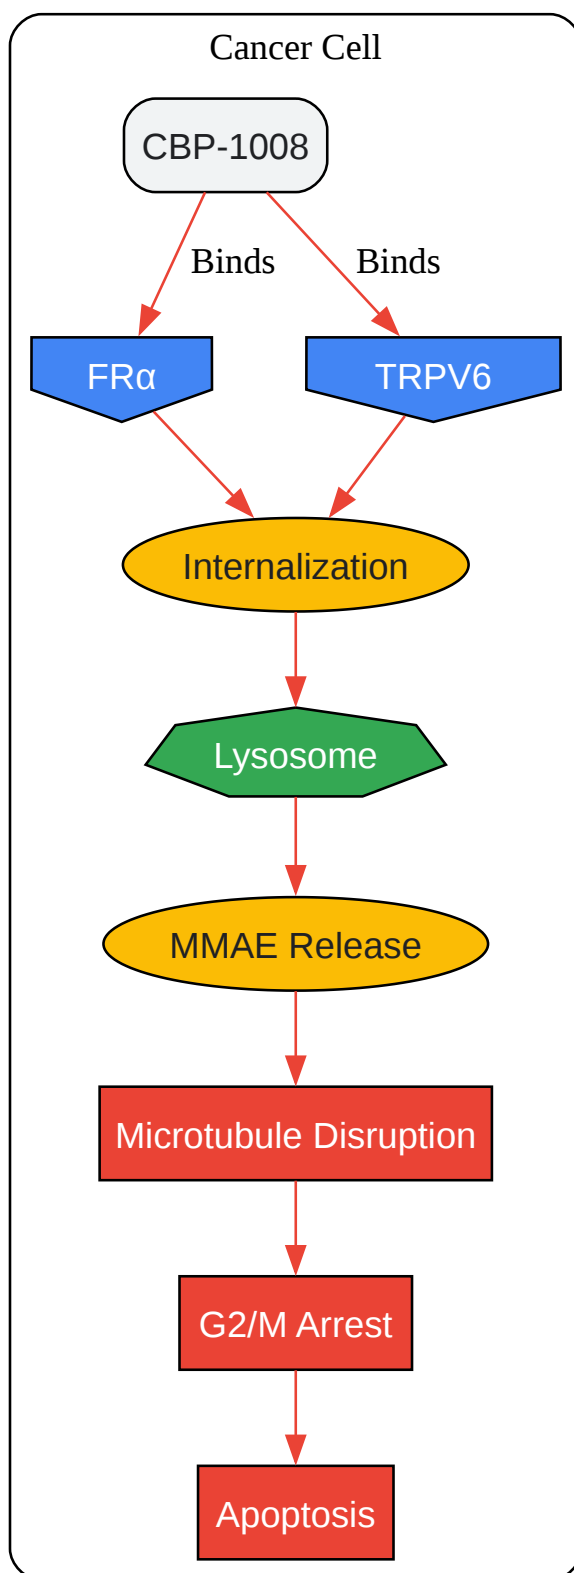 Cancer Cell
CBP-1008
Binds
Binds
FRα
TRPV6
Internalization
Lysosome
MMAE Release
Microtubule Disruption
G2/M Arrest
Apoptosis